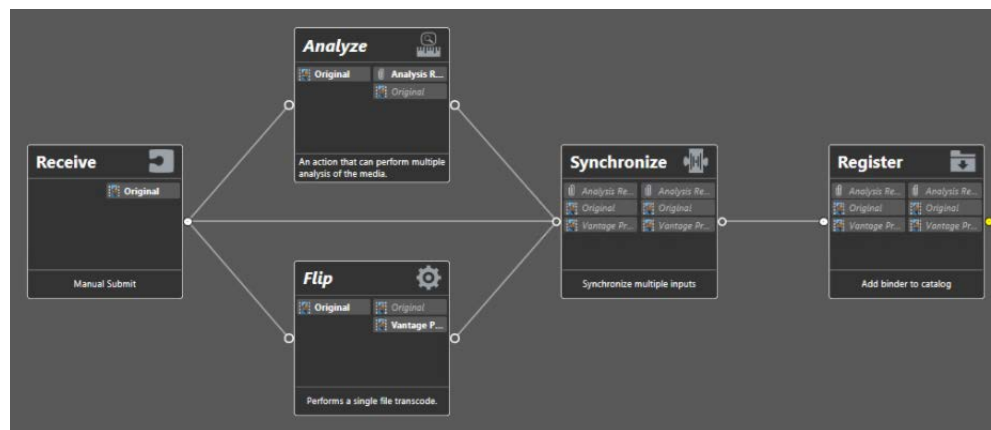 Analyze
Original
Analysis R...
Original
An action that can perform multiple
analysis of the media.
Receive
Original
Manual Submit
Flip
Original
Original
Vantage P...
Performs a single file transcode.
Synchronize
Analysis Re...
Analysis Re...
Original
Original
Vantage Pr...
Vantage Pr...
Synchronize multiple inputs
Register
Analysis Re...
Analysis Re...
Original
Original
Vantage Pr...
Vantage Pr...
Add binder to catalog